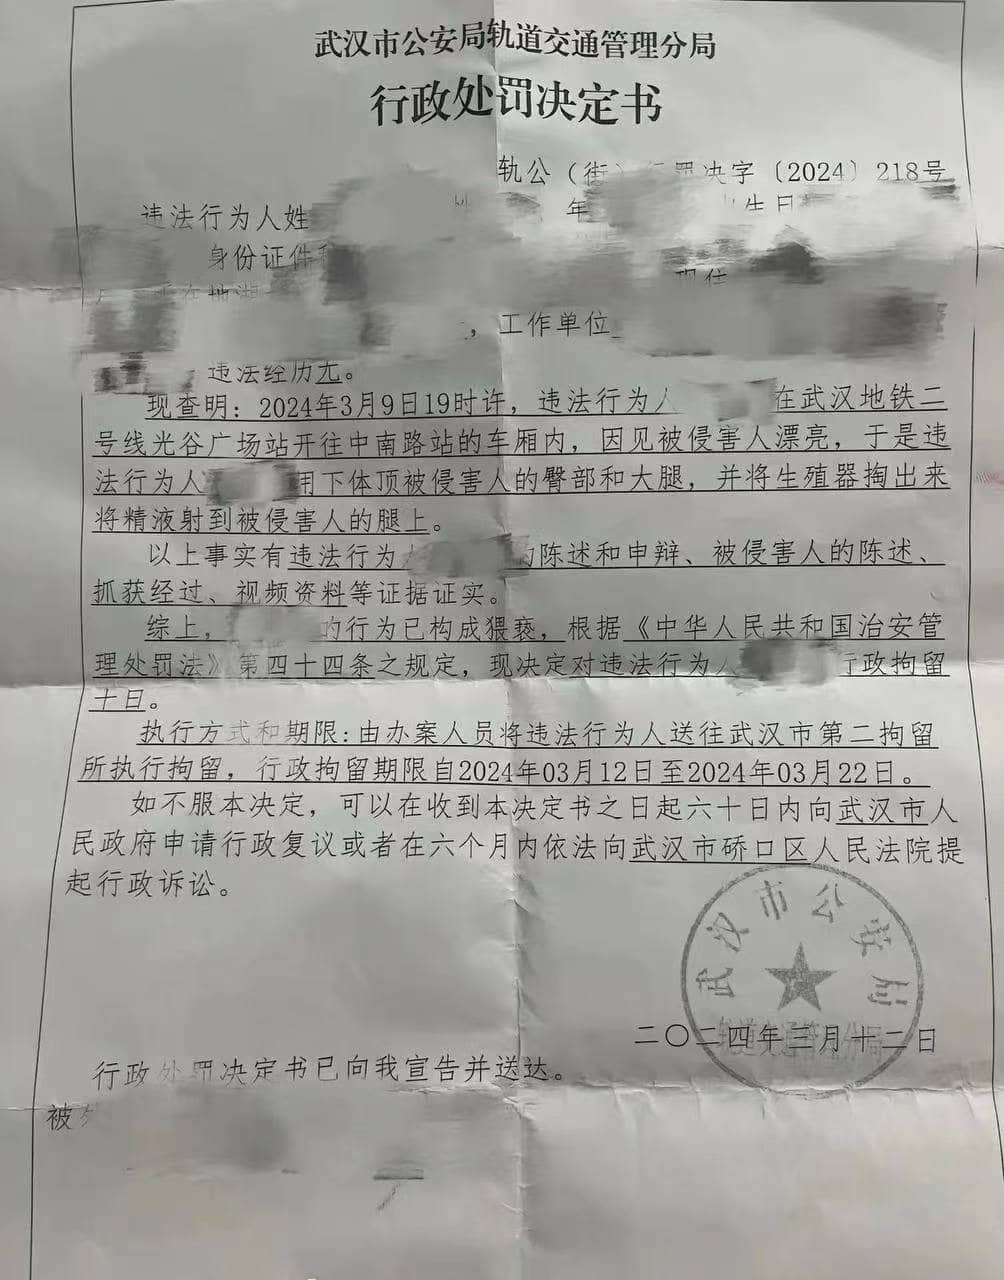 武汉市公安局轨道交通管理分局
行政处罚决定书
轨公（街）行罚决字〔2024〕218号
违法行为人姓 年 出生日
身份证件 现住
，工作单位
违法经历无。
现查明：2024年3月9日19时许，违法行为人 在武汉地铁二
号线光谷广场站开往中南路站的车厢内，因见被侵害人漂亮，于是违
法行为人 用下体顶被侵害人的臀部和大腿，并将生殖器掏出来
将精液射到被侵害人的腿上。
以上事实有违法行为人 的陈述和申辩、被侵害人的陈述、
抓获经过、视频资料等证据证实。
综上， 的行为已构成猥亵，根据《中华人民共和国治安管
理处罚法》第四十四条之规定，现决定对违法行为人 行政拘留
十日。
执行方式和期限：由办案人员将违法行为人送往武汉市第二拘留
所执行拘留，行政拘留期限自2024年03月12日至2024年03月22日。
如不服本决定，可以在收到本决定书之日起六十日内向武汉市人
民政府申请行政复议或者在六个月内依法向武汉市硚口区人民法院提
起行政诉讼。
武汉市公安局
轨道交通管理分局
二〇二四年三月十二日
行政处罚决定书已向我宣告并送达。
被